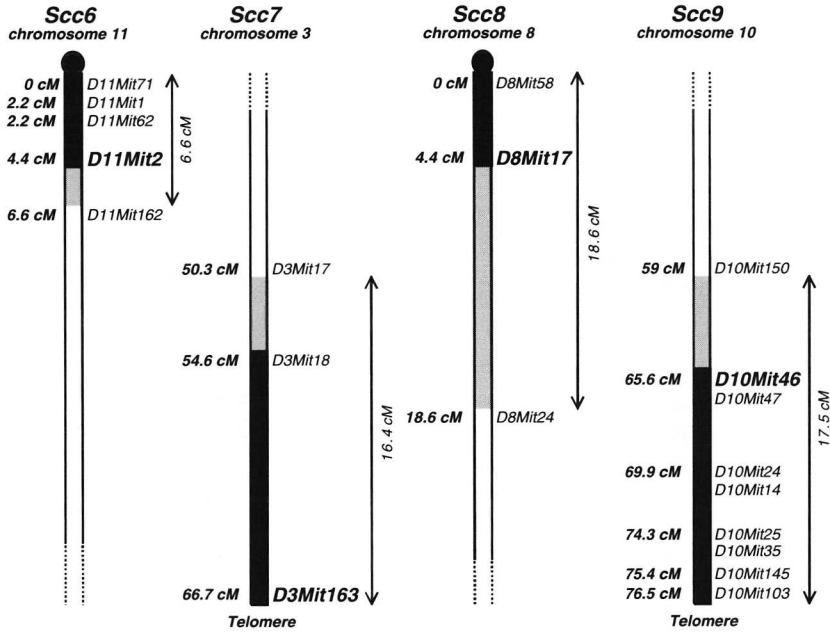 Scc6
chromosome 11
0 cM D11Mit71
2.2 cM D11Mit1
2.2 cM D11Mit62
4.4 cM D11Mit2
6.6 cM D11Mit162
6.6 cM
Scc7
chromosome 3
50.3 cM D3Mit17
54.6 cM D3Mit18
66.7 cM D3Mit163
16.4 cM
Telomere
Scc8
chromosome 8
0 cM D8Mit58
4.4 cM D8Mit17
18.6 cM D8Mit24
18.6 cM
Scc9
chromosome 10
59 cM D10Mit150
65.6 cM D10Mit46
D10Mit47
69.9 cM D10Mit24
D10Mit14
74.3 cM D10Mit25
D10Mit35
75.4 cM D10Mit145
76.5 cM D10Mit103
17.5 cM
Telomere